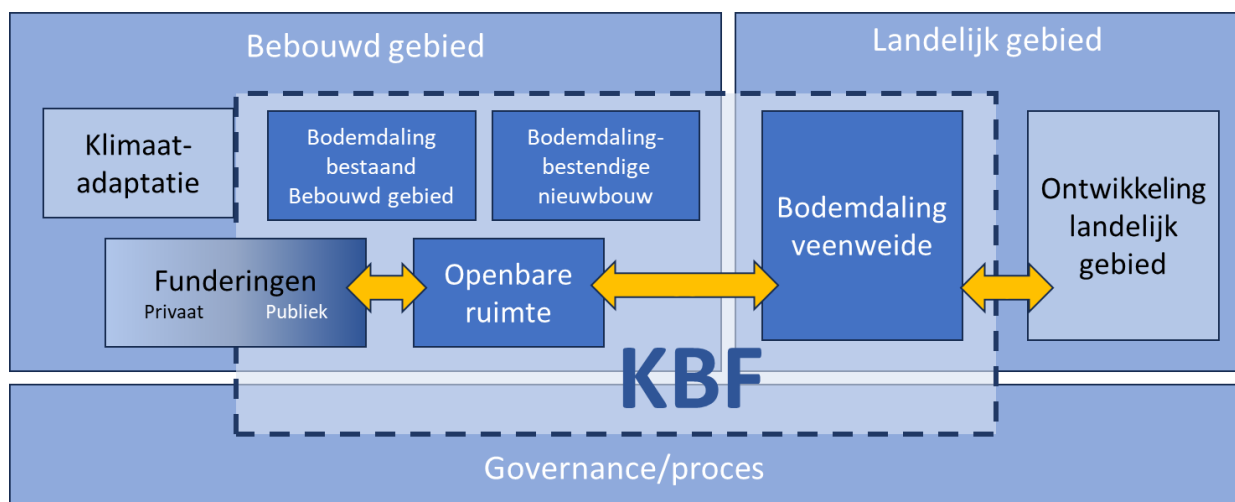 Bebouwd gebied
Landelijk gebied
Klimaat-
adaptatie
Bodemdaling
bestaand
Bebouwd gebied
Bodemdaling-
bestendige
nieuwbouw
Bodemdaling
veenweide
Ontwikkeling
landelijk
gebied
Funderingen
Privaat Publiek
Openbare
ruimte
KBF
Governance/proces